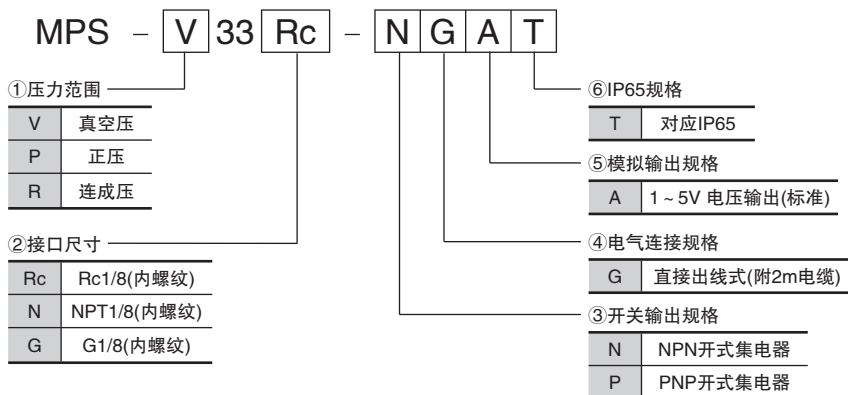 MPS – V 33 Rc – N G A T
①压力范围
V 真空压
P 正压
R 连成压
②接口尺寸
Rc Rc1/8(内螺纹)
N NPT1/8(内螺纹)
G G1/8(内螺纹)
⑥IP65规格
T 对应IP65
⑤模拟输出规格
A 1~5V 电压输出(标准)
④电气连接规格
G 直接出线式(附2m电缆)
③开关输出规格
N NPN开式集电器
P PNP开式集电器